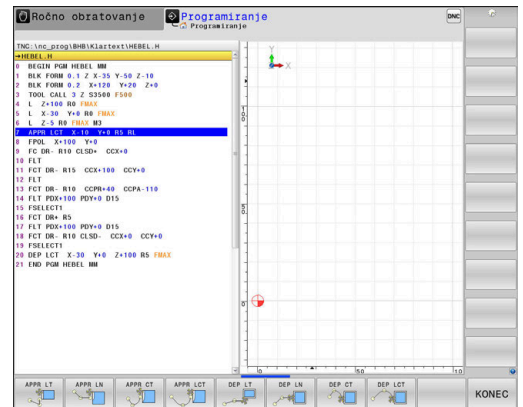 Ročno obratovanje
Programiranje
Programiranje
DNC
TNC:\nc_prog\BHB\Klartext\HEBEL.H
→HEBEL.H
0 BEGIN PGM HEBEL MM
1 BLK FORM 0.1 Z X-35 Y-50 Z-10
2 BLK FORM 0.2 X+120 Y+20 Z+0
3 TOOL CALL 3 Z S3500 F500
4 L Z+100 R0 FMAX
5 L X-30 Y+0 R0 FMAX
6 L Z-5 R0 FMAX M3
7 APPR LCT X-10 Y+0 R5 RL
8 FPOL X+100 Y+0
9 FC DR- R10 CLSD+ CCX+0
10 FLT
11 FCT DR- R15 CCX+100 CCY+0
12 FLT
13 FCT DR- R10 CCPR+40 CCPA-110
14 FLT PDX+100 PDY+0 D15
15 FSELECT1
16 FCT DR+ R5
17 FLT PDX+100 PDY+0 D15
18 FCT DR- R10 CLSD- CCX+0 CCY+0
19 FSELECT1
20 DEP LCT X-30 Y+0 Z+100 R5 FMAX
21 END PGM HEBEL MM
Y
X
100
50
0
0
50
10
APPR LT
APPR LN
APPR CT
APPR LCT
DEP LT
DEP LN
DEP CT
DEP LCT
KONEC